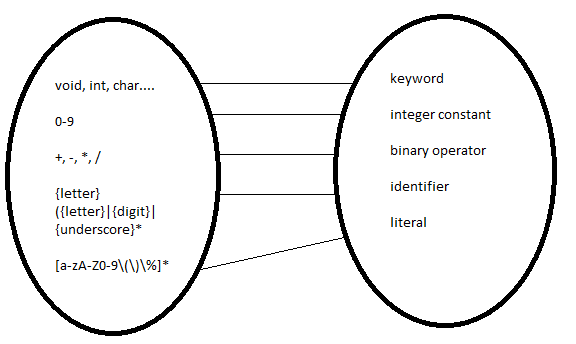 void, int, char....
0-9
+, -, *, /
{letter}
({letter}|{digit}|
{underscore}*
[a-zA-Z0-9\(\)\%]*
keyword
integer constant
binary operator
identifier
literal